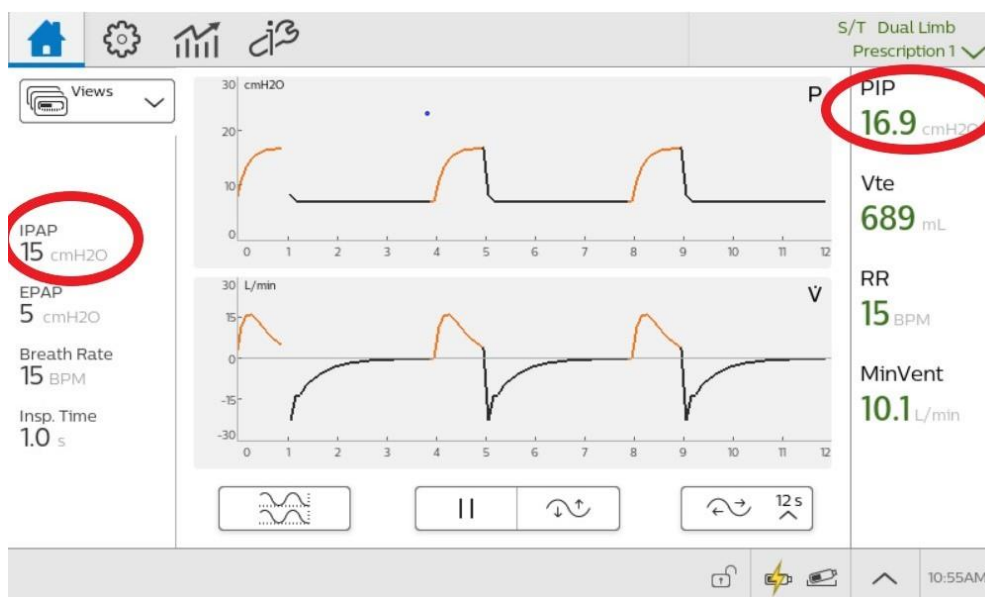 S/T Dual Limb
Prescription 1
Views
IPAP
15 cmH2O
EPAP
5 cmH2O
Breath Rate
15 BPM
Insp. Time
1.0 s
30 cmH2O
P
20
10
0
0 1 2 3 4 5 6 7 8 9 10 11 12
30 L/min
V̇
15
0
-15
-30
0 1 2 3 4 5 6 7 8 9 10 11 12
12 s
PIP
16.9 cmH2O
Vte
689 mL
RR
15 BPM
MinVent
10.1 L/min
10:55AM